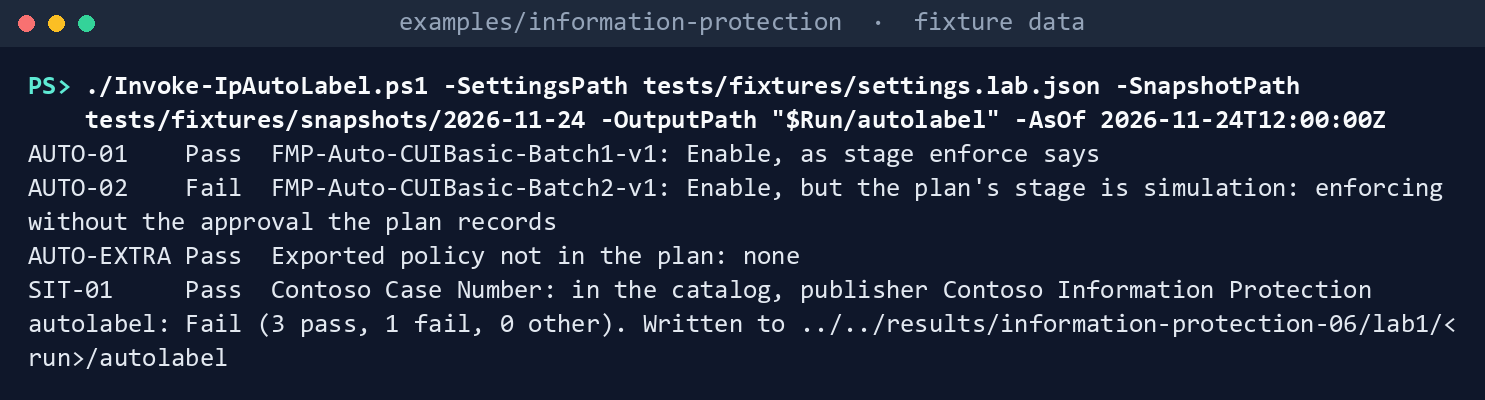 examples/information-protection · fixture data
PS> ./Invoke-IpAutoLabel.ps1 -SettingsPath tests/fixtures/settings.lab.json -SnapshotPath
tests/fixtures/snapshots/2026-11-24 -OutputPath "$Run/autolabel" -AsOf 2026-11-24T12:00:00Z
AUTO-01    Pass  FMP-Auto-CUIBasic-Batch1-v1: Enable, as stage enforce says
AUTO-02    Fail  FMP-Auto-CUIBasic-Batch2-v1: Enable, but the plan's stage is simulation: enforcing
without the approval the plan records
AUTO-EXTRA Pass  Exported policy not in the plan: none
SIT-01     Pass  Contoso Case Number: in the catalog, publisher Contoso Information Protection
autolabel: Fail (3 pass, 1 fail, 0 other). Written to ../../results/information-protection-06/lab1/<
run>/autolabel